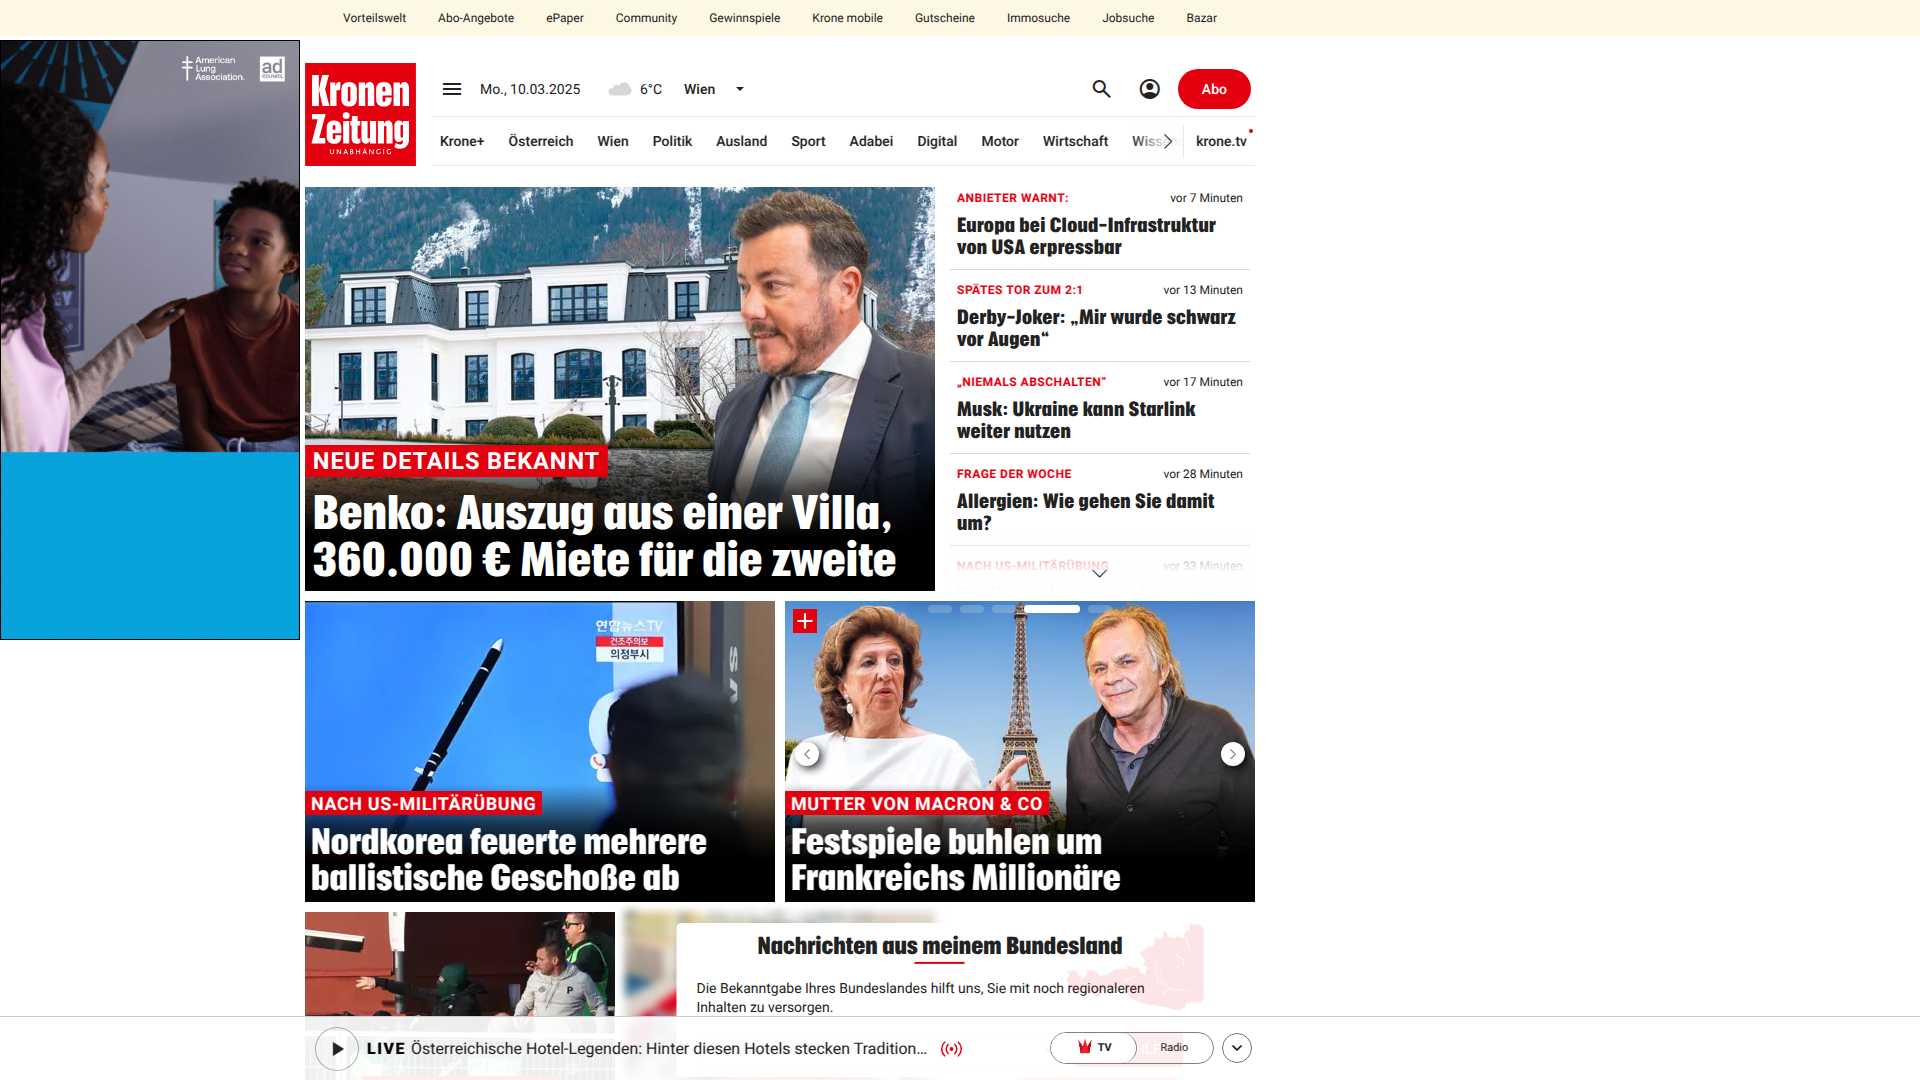 Vorteilswelt Abo-Angebote ePaper Community Gewinnspiele Krone mobile Gutscheine Immosuche Jobsuche Bazar
American
Lung
Association.
ad
COUNCIL
Kronen
Zeitung
UNABHÄNGIG
Mo., 10.03.2025 6°C Wien
Abo
Krone+ Österreich Wien Politik Ausland Sport Adabei Digital Motor Wirtschaft krone.tv
NEUE DETAILS BEKANNT
Benko: Auszug aus einer Villa,
360.000 € Miete für die zweite
ANBIETER WARNT: vor 7 Minuten
Europa bei Cloud-Infrastruktur
von USA erpressbar
SPÄTES TOR ZUM 2:1 vor 13 Minuten
Derby-Joker: „Mir wurde schwarz
vor Augen“
„NIEMALS ABSCHALTEN“ vor 17 Minuten
Musk: Ukraine kann Starlink
weiter nutzen
FRAGE DER WOCHE vor 28 Minuten
Allergien: Wie gehen Sie damit
um?
NACH US-MILITÄRÜBUNG vor 33 Minuten
연합뉴스TV
건조주의보
의정부시
NACH US-MILITÄRÜBUNG
Nordkorea feuerte mehrere
ballistische Geschoße ab
MUTTER VON MACRON & CO
Festspiele buhlen um
Frankreichs Millionäre
P
Nachrichten aus meinem Bundesland
Die Bekanntgabe Ihres Bundeslandes hilft uns, Sie mit noch regionaleren
Inhalten zu versorgen.
LIVE Österreichische Hotel-Legenden: Hinter diesen Hotels stecken Tradition...
TV Radio